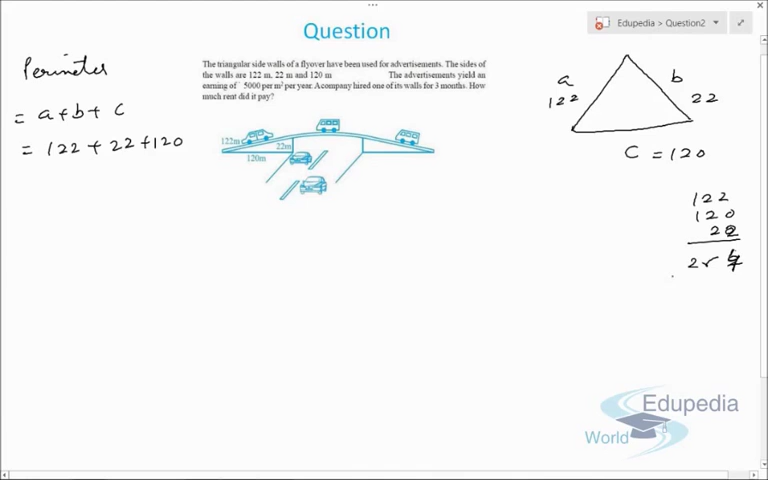 Question
Edupedia > Question2
The triangular side walls of a flyover have been used for advertisements. The sides of
the walls are 122 m, 22 m and 120 m The advertisements yield an
earning of 5000 per m² per year. A company hired one of its walls for 3 months. How
much rent did it pay?
Perimeter
= a+b+ c
= 122 + 22 +120
a
122
b
22
C = 120
122m
22m
120m
122
120
Edupedia
World